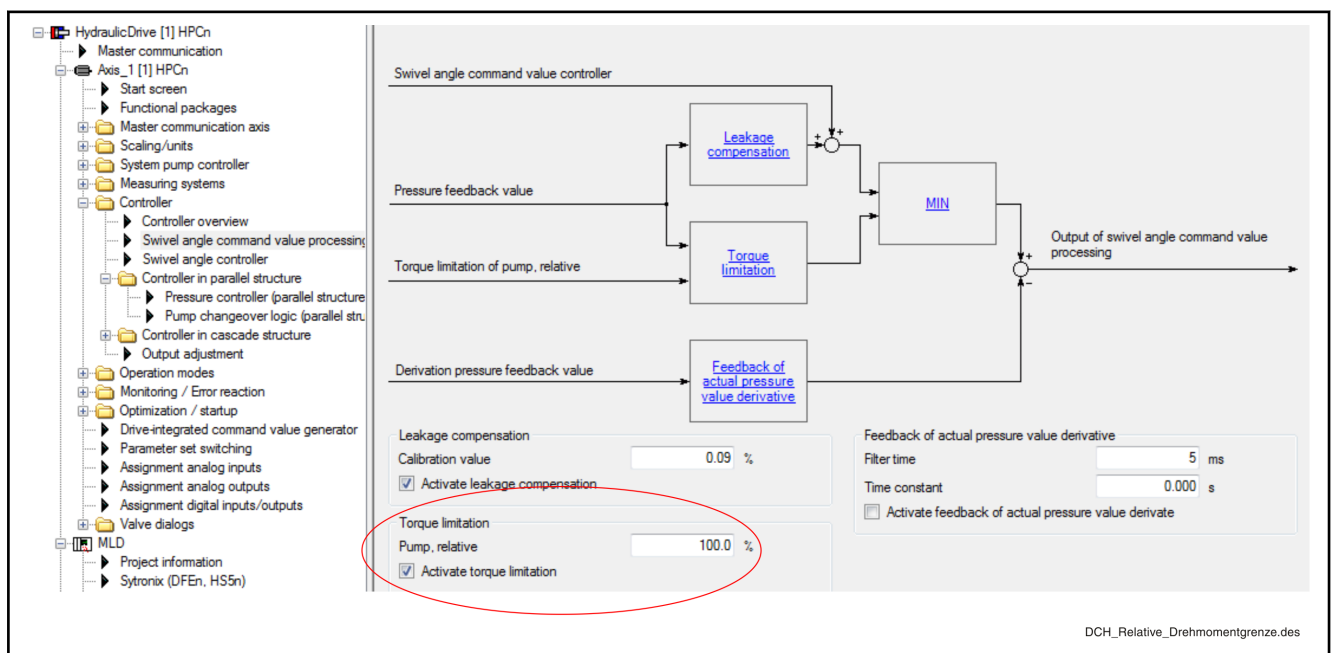 HydraulicDrive [1] HPCn
Master communication
Axis_1 [1] HPCn
Start screen
Functional packages
Master communication axis
Scaling/units
System pump controller
Measuring systems
Controller
Controller overview
Swivel angle command value processing
Swivel angle controller
Controller in parallel structure
Pressure controller (parallel structure
Pump changeover logic (parallel stru
Controller in cascade structure
Output adjustment
Operation modes
Monitoring / Error reaction
Optimization / startup
Drive-integrated command value generator
Parameter set switching
Assignment analog inputs
Assignment analog outputs
Assignment digital inputs/outputs
Valve dialogs
MLD
Project information
Sytronix (DFEn, HS5n)
Swivel angle command value controller
Leakage
compensation
+
+
Pressure feedback value
MIN
Torque limitation of pump, relative
Torque
limitation
Output of swivel angle command value
processing
+
−
Derivation pressure feedback value
Feedback of
actual pressure
value derivative
Leakage compensation
Calibration value 0.09 %
Activate leakage compensation
Torque limitation
Pump, relative 100.0 %
Activate torque limitation
Feedback of actual pressure value derivative
Filter time 5 ms
Time constant 0.000 s
Activate feedback of actual pressure value derivate
DCH_Relative_Drehmomentgrenze.des